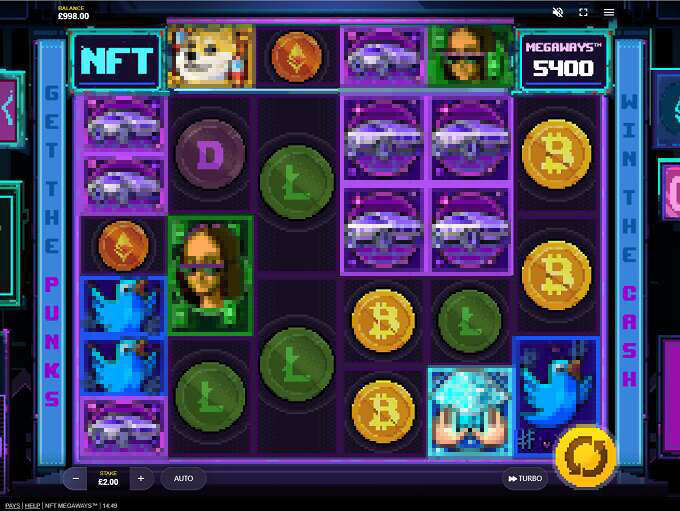 BALANCE
£998.00
NFT
MEGAWAYS™
5400
GET THE PUNKS
WIN THE CASH
D
STAKE
£2.00
AUTO
TURBO
PAYS | HELP | NFT MEGAWAYS™ | 14:49